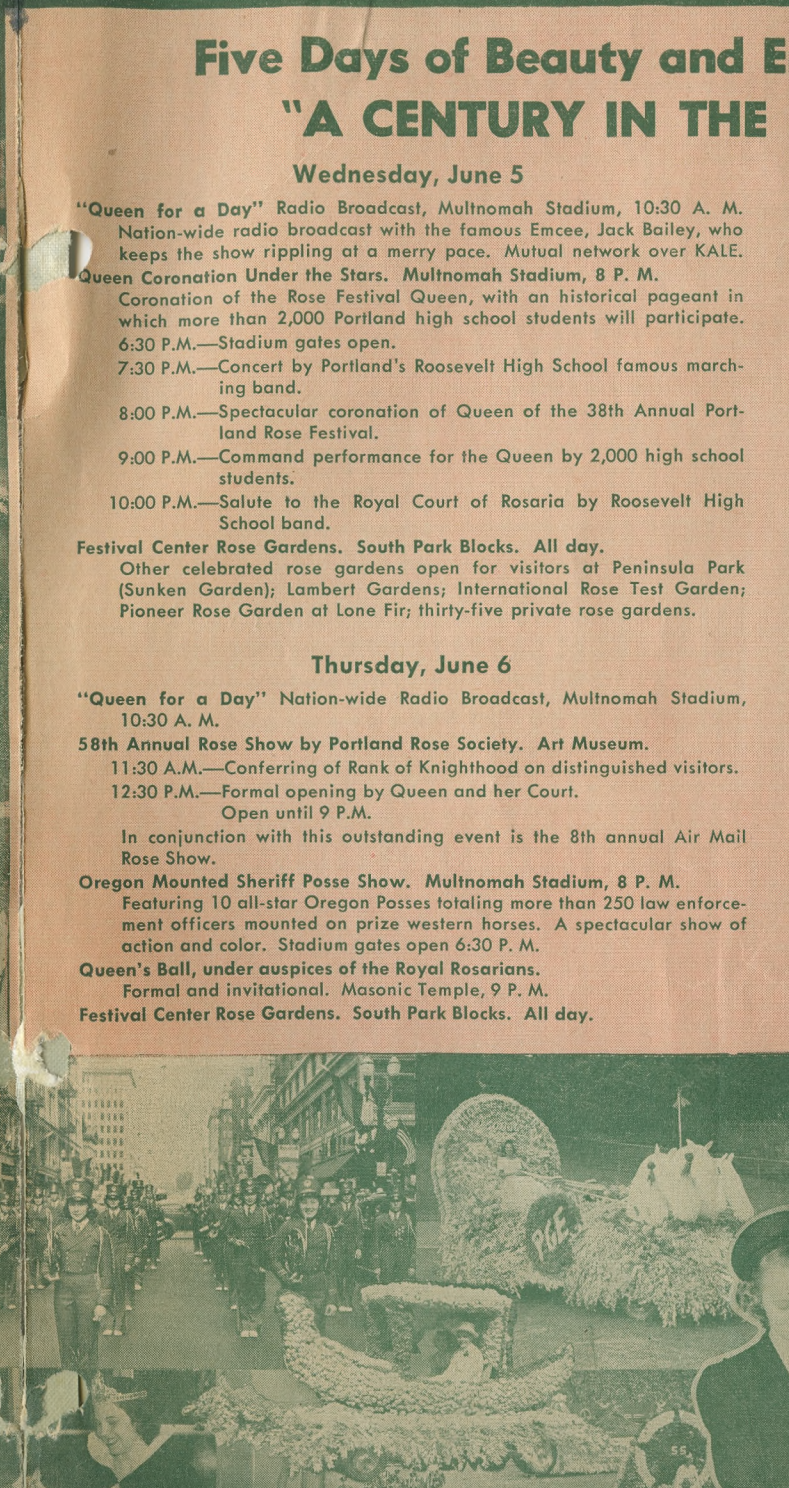 Five Days of Beauty and E
"A CENTURY IN THE
Wednesday, June 5
"Queen for a Day" Radio Broadcast, Multnomah Stadium, 10:30 A. M.
Nation-wide radio broadcast with the famous Emcee, Jack Bailey, who
keeps the show rippling at a merry pace. Mutual network over KALE.
Queen Coronation Under the Stars. Multnomah Stadium, 8 P. M.
Coronation of the Rose Festival Queen, with an historical pageant in
which more than 2,000 Portland high school students will participate.
6:30 P.M.—Stadium gates open.
7:30 P.M.—Concert by Portland's Roosevelt High School famous march-
ing band.
8:00 P.M.—Spectacular coronation of Queen of the 38th Annual Port-
land Rose Festival.
9:00 P.M.—Command performance for the Queen by 2,000 high school
students.
10:00 P.M.—Salute to the Royal Court of Rosaria by Roosevelt High
School band.
Festival Center Rose Gardens. South Park Blocks. All day.
Other celebrated rose gardens open for visitors at Peninsula Park
(Sunken Garden); Lambert Gardens; International Rose Test Garden;
Pioneer Rose Garden at Lone Fir; thirty-five private rose gardens.
Thursday, June 6
"Queen for a Day" Nation-wide Radio Broadcast, Multnomah Stadium,
10:30 A. M.
58th Annual Rose Show by Portland Rose Society. Art Museum.
11:30 A.M.—Conferring of Rank of Knighthood on distinguished visitors.
12:30 P.M.—Formal opening by Queen and her Court.
Open until 9 P.M.
In conjunction with this outstanding event is the 8th annual Air Mail
Rose Show.
Oregon Mounted Sheriff Posse Show. Multnomah Stadium, 8 P. M.
Featuring 10 all-star Oregon Posses totaling more than 250 law enforce-
ment officers mounted on prize western horses. A spectacular show of
action and color. Stadium gates open 6:30 P. M.
Queen's Ball, under auspices of the Royal Rosarians.
Formal and invitational. Masonic Temple, 9 P. M.
Festival Center Rose Gardens. South Park Blocks. All day.
PGE
55